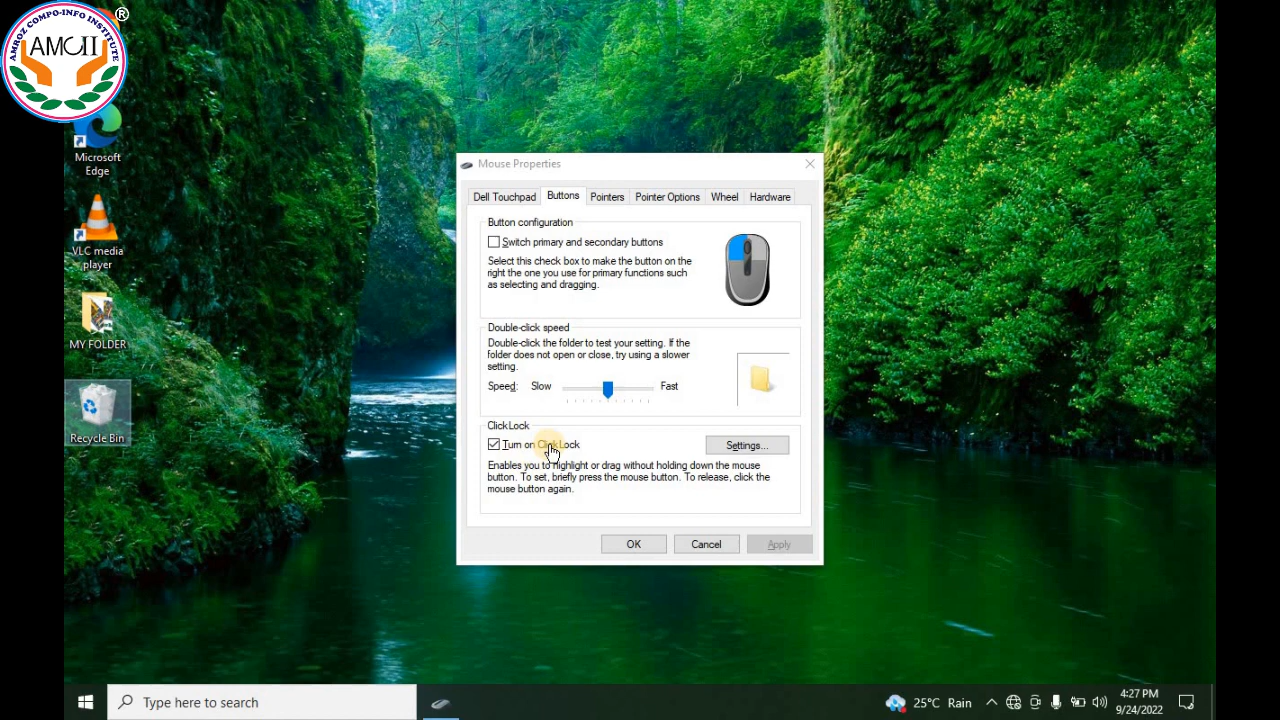 AMROZ COMPO-INFO INSTITUTE
AMCII
®
Microsoft
Edge
VLC media
player
MY FOLDER
Recycle Bin
Mouse Properties
Dell Touchpad
Buttons
Pointers
Pointer Options
Wheel
Hardware
Button configuration
Switch primary and secondary buttons
Select this check box to make the button on the
right the one you use for primary functions such
as selecting and dragging.
Double-click speed
Double-click the folder to test your setting. If the
folder does not open or close, try using a slower
setting.
Speed: Slow Fast
ClickLock
Turn on ClickLock
Settings...
Enables you to highlight or drag without holding down the mouse
button. To set, briefly press the mouse button. To release, click the
mouse button again.
OK Cancel Apply
Type here to search
25°C Rain
4:27 PM
9/24/2022